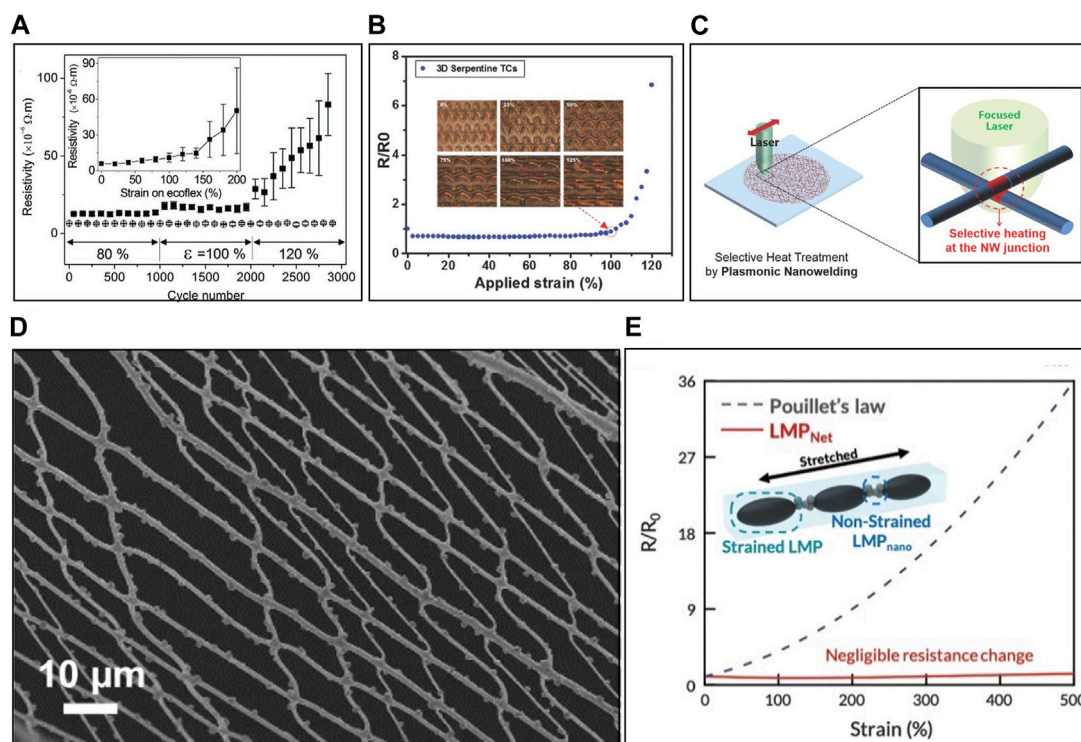 A
Resistivity (×10⁻⁶ Ω·m)
100
50
0
Resistivity (×10⁻⁶ Ω·m)
90
60
30
0
0 50 100 150 200
Strain on ecoflex (%)
80 % ε =100 % 120 %
0 500 1000 1500 2000 2500 3000
Cycle number
B
R/R0
8
6
4
2
0
3D Serpentine TCs
0% 25% 50%
75% 100% 125%
0 20 40 60 80 100 120
Applied strain (%)
C
Laser
Selective Heat Treatment
by Plasmonic Nanowelding
Focused
Laser
Selective heating
at the NW junction
D
10 μm
E
R/R₀
36
27
18
9
0
Pouillet's law
LMPNet
Stretched
Strained LMP
Non-Strained
LMPnano
Negligible resistance change
0 100 200 300 400 500
Strain (%)